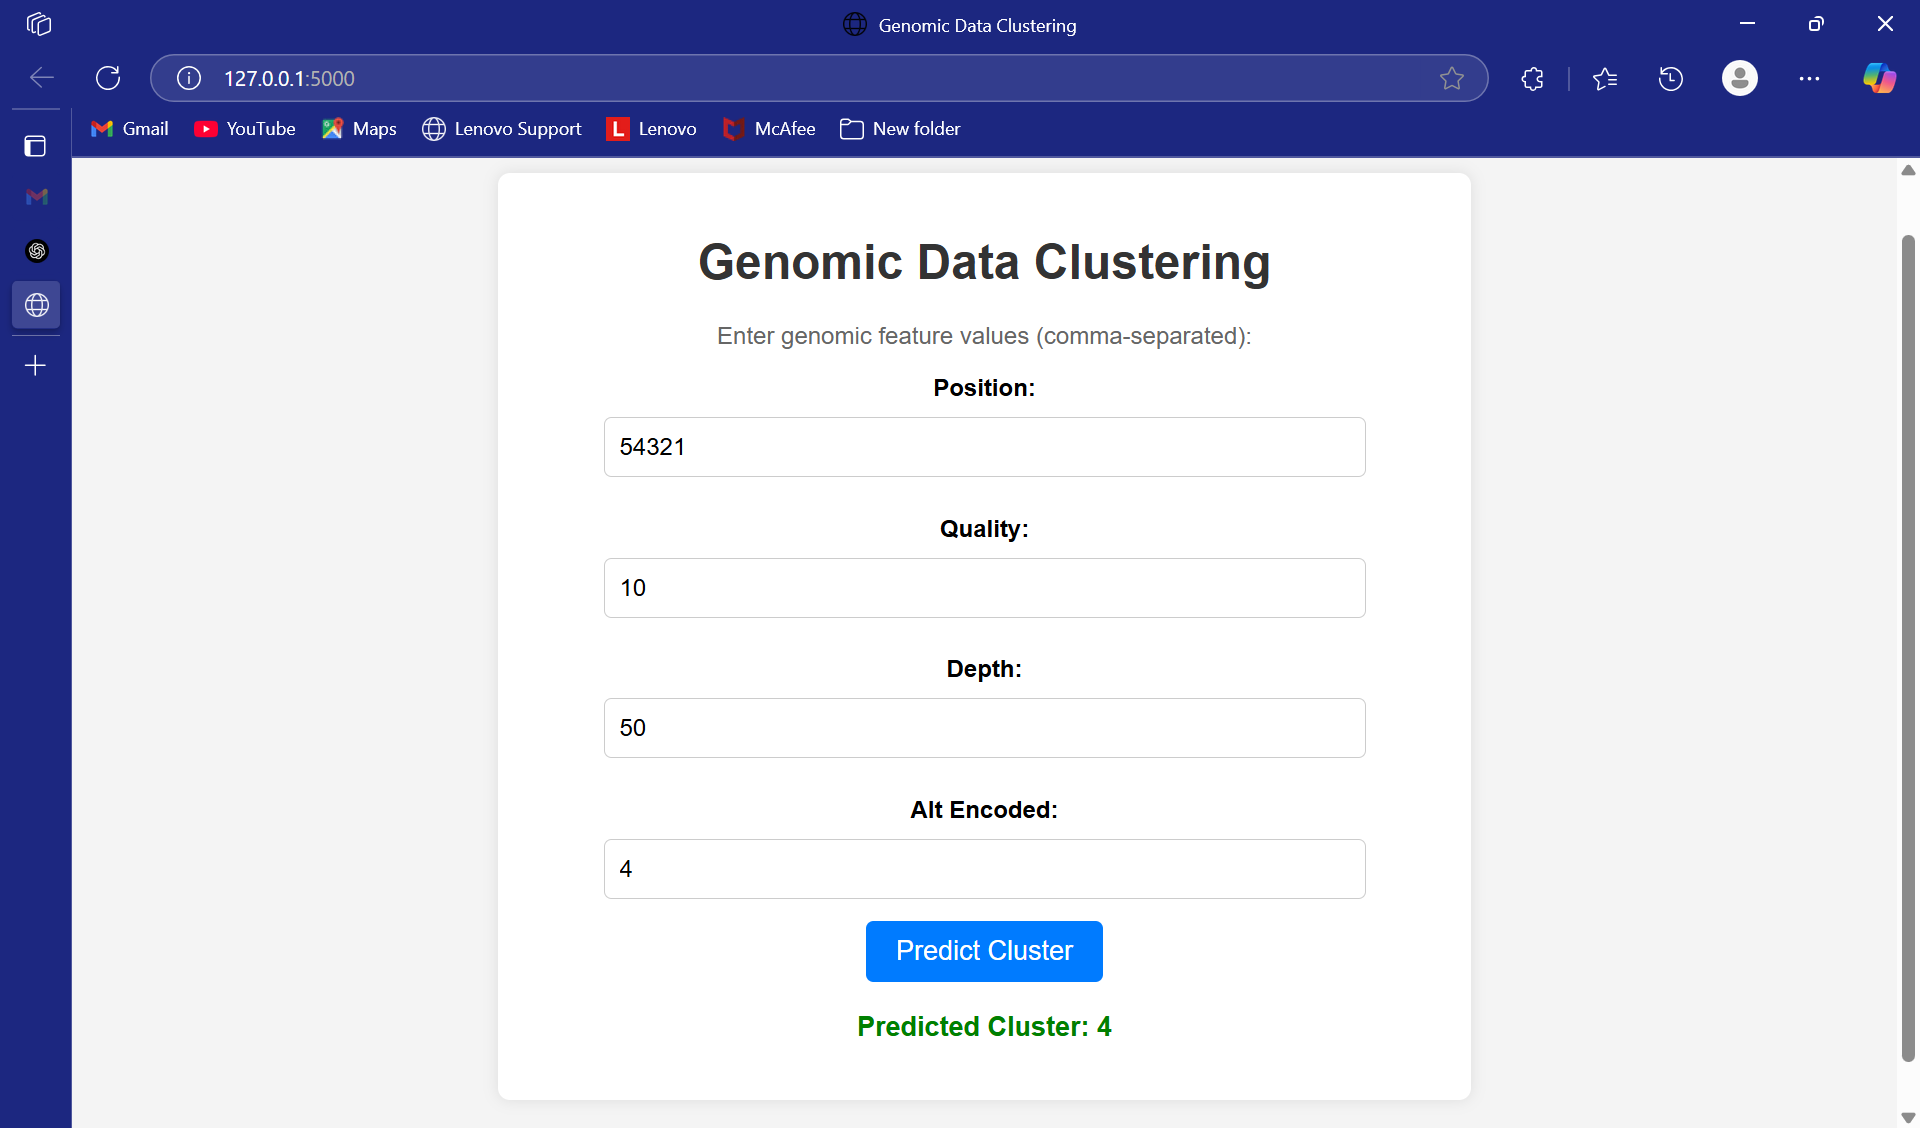 Genomic Data Clustering
127.0.0.1:5000
Gmail YouTube Maps Lenovo Support L Lenovo McAfee New folder
Genomic Data Clustering
Enter genomic feature values (comma-separated):
Position:
54321
Quality:
10
Depth:
50
Alt Encoded:
4
Predict Cluster
Predicted Cluster: 4